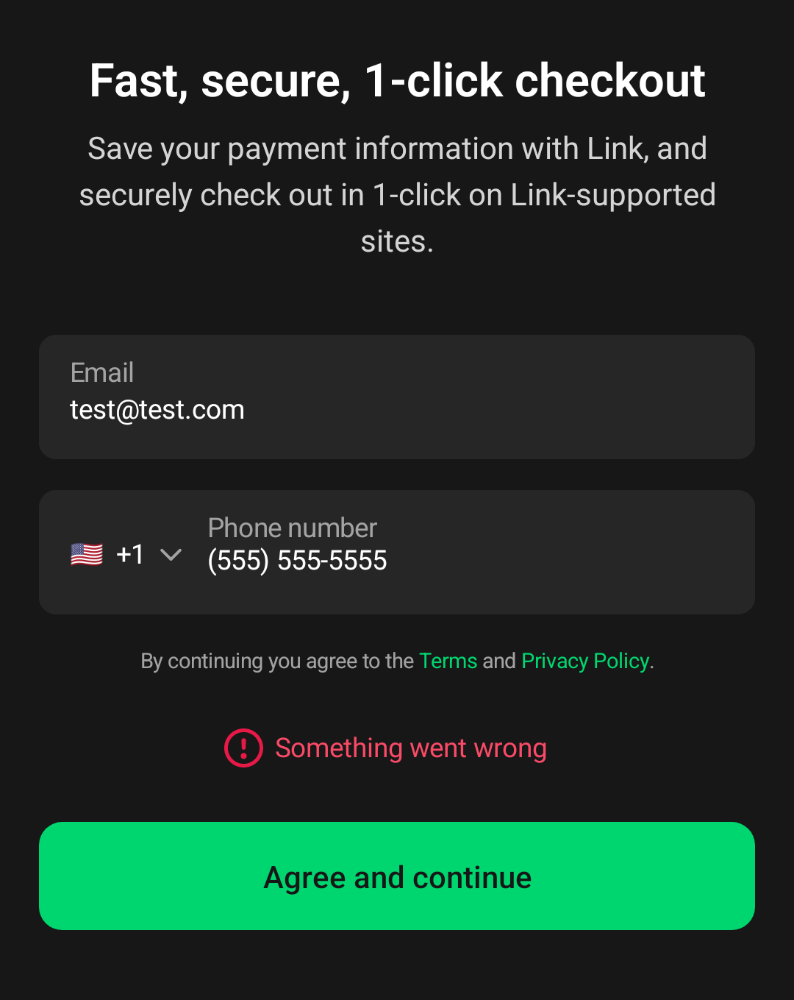 Fast, secure, 1-click checkout
Save your payment information with Link, and
securely check out in 1-click on Link-supported
sites.
Email
test@test.com
Phone number
+1 (555) 555-5555
By continuing you agree to the Terms and Privacy Policy.
Something went wrong
Agree and continue